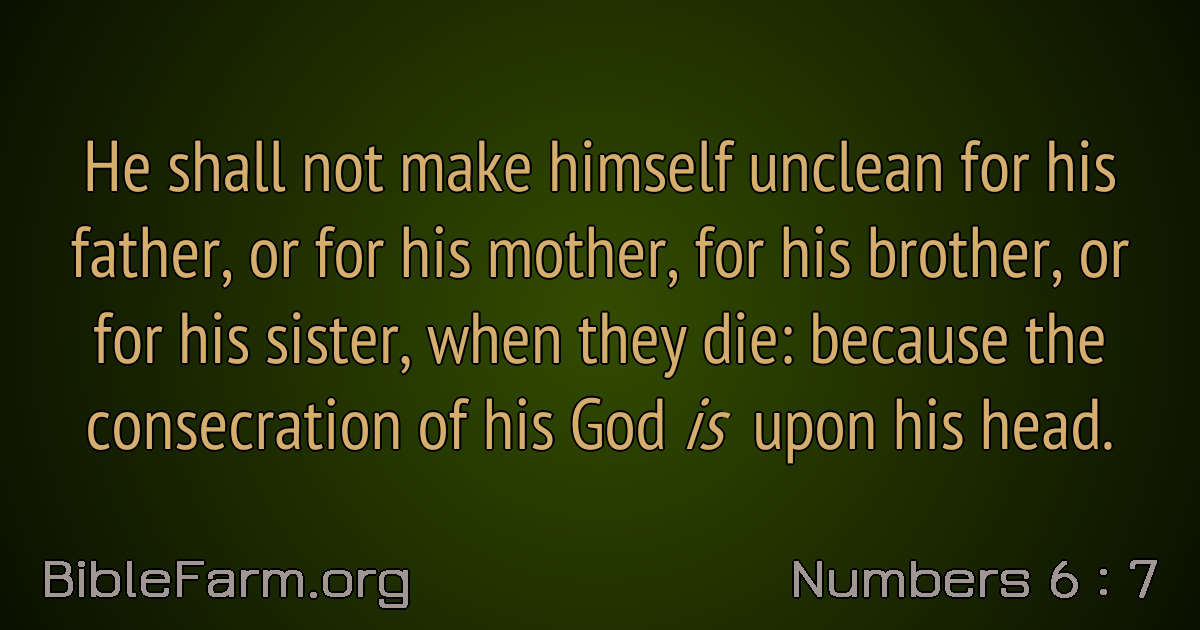 He shall not make himself unclean for his
father, or for his mother, for his brother, or
for his sister, when they die: because the
consecration of his God is upon his head.
BibleFarm.org
Numbers 6 : 7